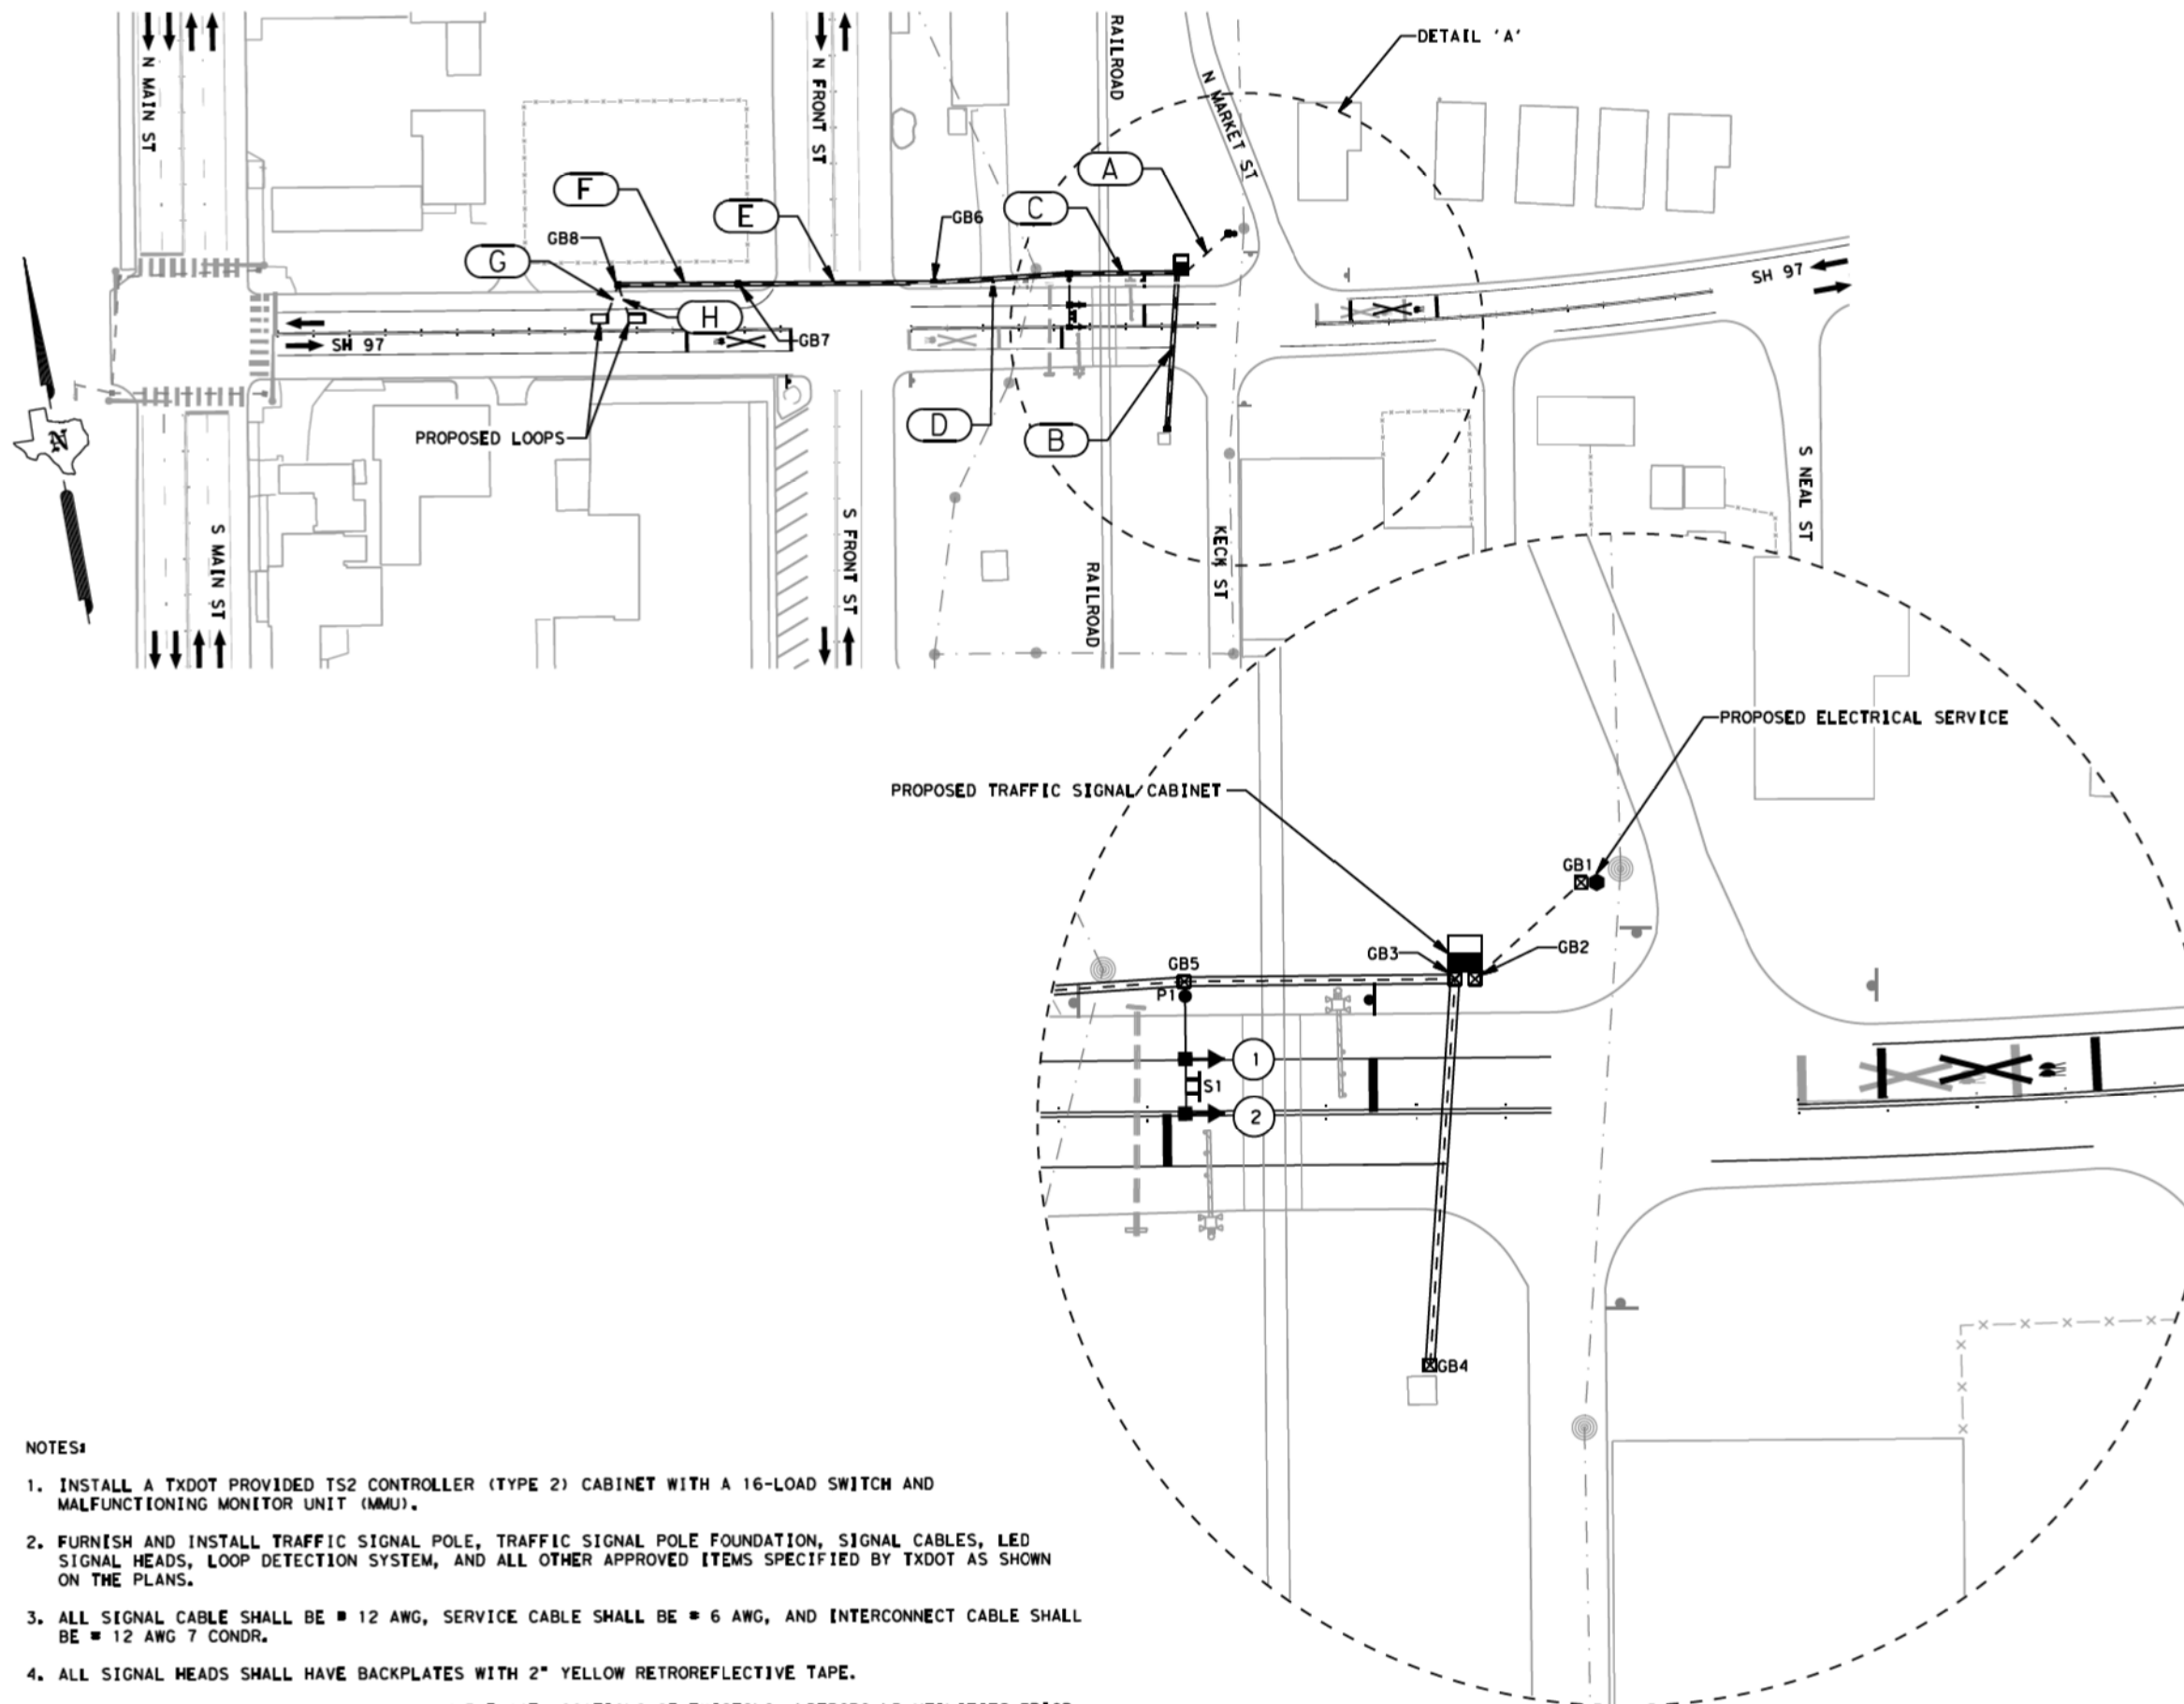 DETAIL 'A'
N MAIN ST
N FRONT ST
RAILROAD
N MARKET ST
A
F
C
E
GB6
GB8
G
SH 97
H
GB7
SH 97
D
B
PROPOSED LOOPS
N
S MAIN ST
S FRONT ST
RAILROAD
KECK ST
S NEAL ST
PROPOSED ELECTRICAL SERVICE
PROPOSED TRAFFIC SIGNAL CABINET
GB1
GB3
GB2
GB5
P1
1
S1
2
GB4
NOTES:
1. INSTALL A TXDOT PROVIDED TS2 CONTROLLER (TYPE 2) CABINET WITH A 16-LOAD SWITCH AND
MALFUNCTIONING MONITOR UNIT (MMU).
2. FURNISH AND INSTALL TRAFFIC SIGNAL POLE, TRAFFIC SIGNAL POLE FOUNDATION, SIGNAL CABLES, LED
SIGNAL HEADS, LOOP DETECTION SYSTEM, AND ALL OTHER APPROVED ITEMS SPECIFIED BY TXDOT AS SHOWN
ON THE PLANS.
3. ALL SIGNAL CABLE SHALL BE # 12 AWG, SERVICE CABLE SHALL BE # 6 AWG, AND INTERCONNECT CABLE SHALL
BE # 12 AWG 7 CONDR.
4. ALL SIGNAL HEADS SHALL HAVE BACKPLATES WITH 2" YELLOW RETROREFLECTIVE TAPE.